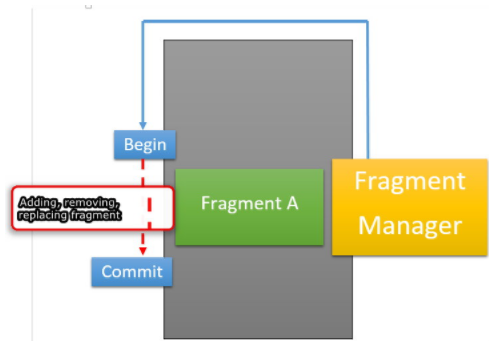 Begin
Adding, removing,
replacing fragment
Fragment A
Fragment
Manager
Commit